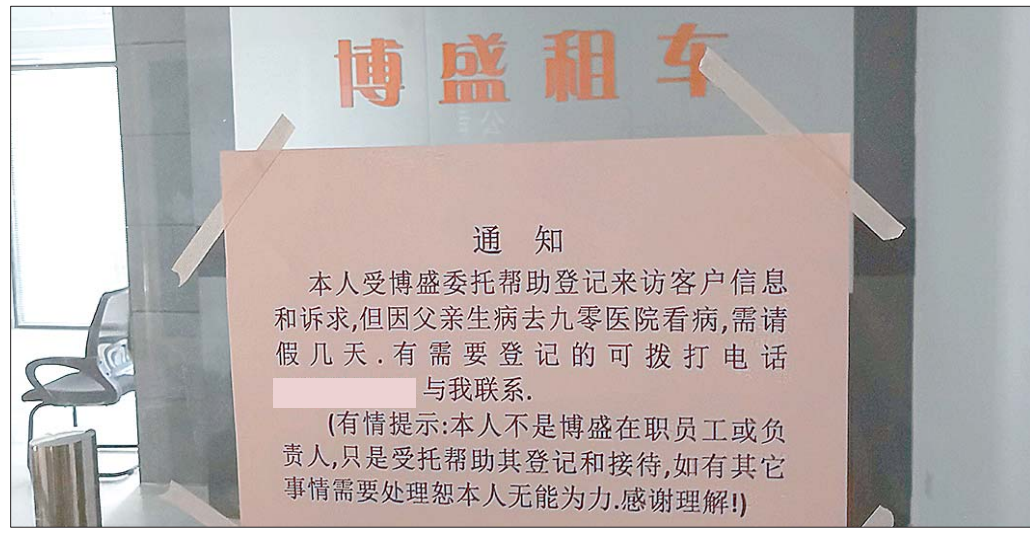 博盛租车
公
通 知
本人受博盛委托帮助登记来访客户信息
和诉求,但因父亲生病去九零医院看病,需请
假几天.有需要登记的可拨打电话
与我联系.
(有情提示:本人不是博盛在职员工或负
责人,只是受托帮助其登记和接待,如有其它
事情需要处理恕本人无能为力.感谢理解!)